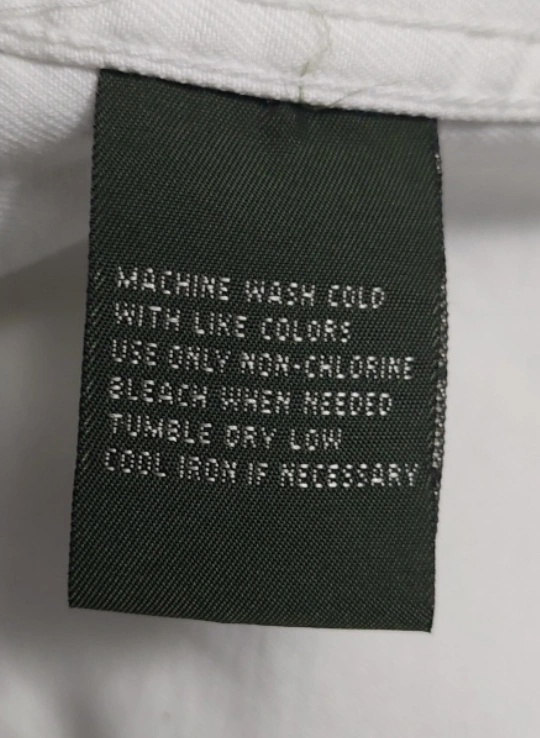 MACHINE WASH COLD
WITH LIKE COLORS
USE ONLY NON-CHLORINE
BLEACH WHEN NEEDED
TUMBLE DRY LOW
COOL IRON IF NECESSARY